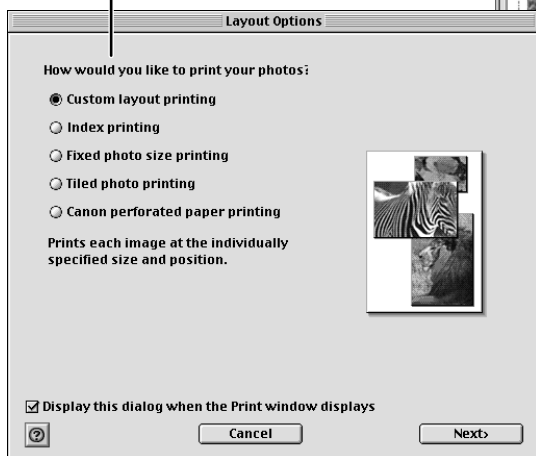 Layout Options
How would you like to print your photos?
Custom layout printing
Index printing
Fixed photo size printing
Tiled photo printing
Canon perforated paper printing
Prints each image at the individually
specified size and position.
Display this dialog when the Print window displays
?
Cancel
Next>